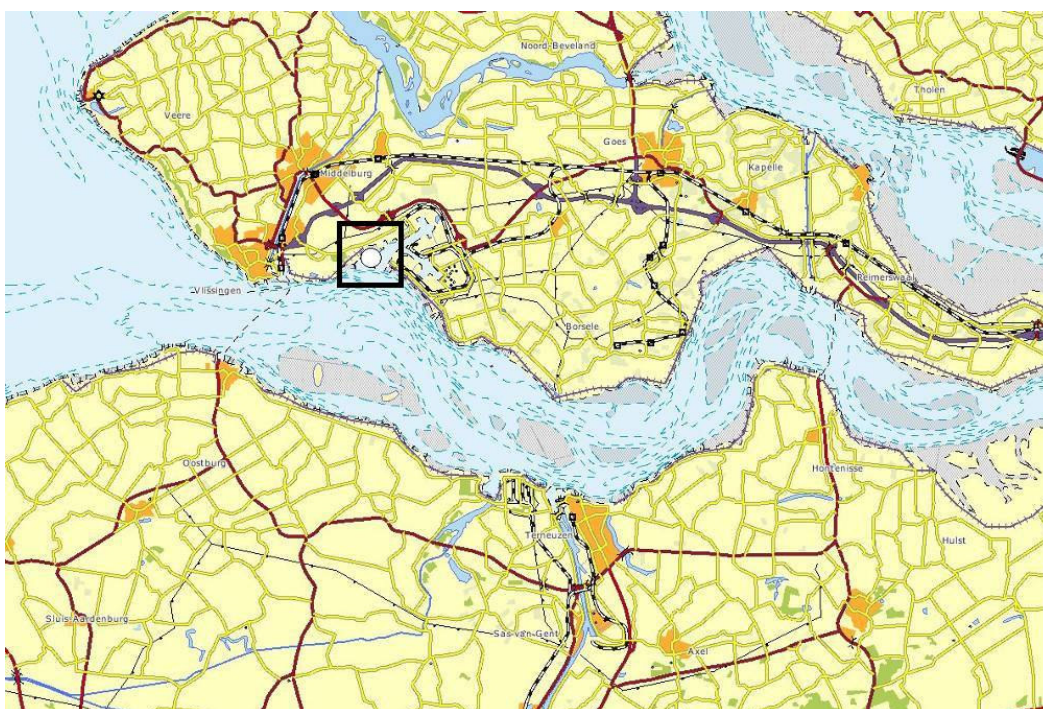 Noord-Beveland
Tholen
Veere
Goes
Kapelle
Middelburg
Reimerswaal
Vlissingen
Borsele
Oostburg
Hontenisse
Terneuzen
Hulst
Sluis-Aardenburg
Sas van Gent
Axel